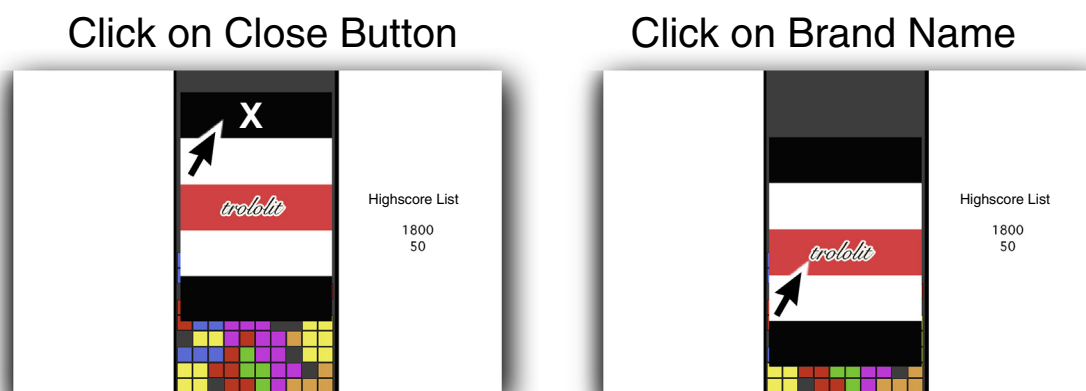 Click on Close Button
X
trololit
Highscore List
1800
50
Click on Brand Name
trololit
Highscore List
1800
50